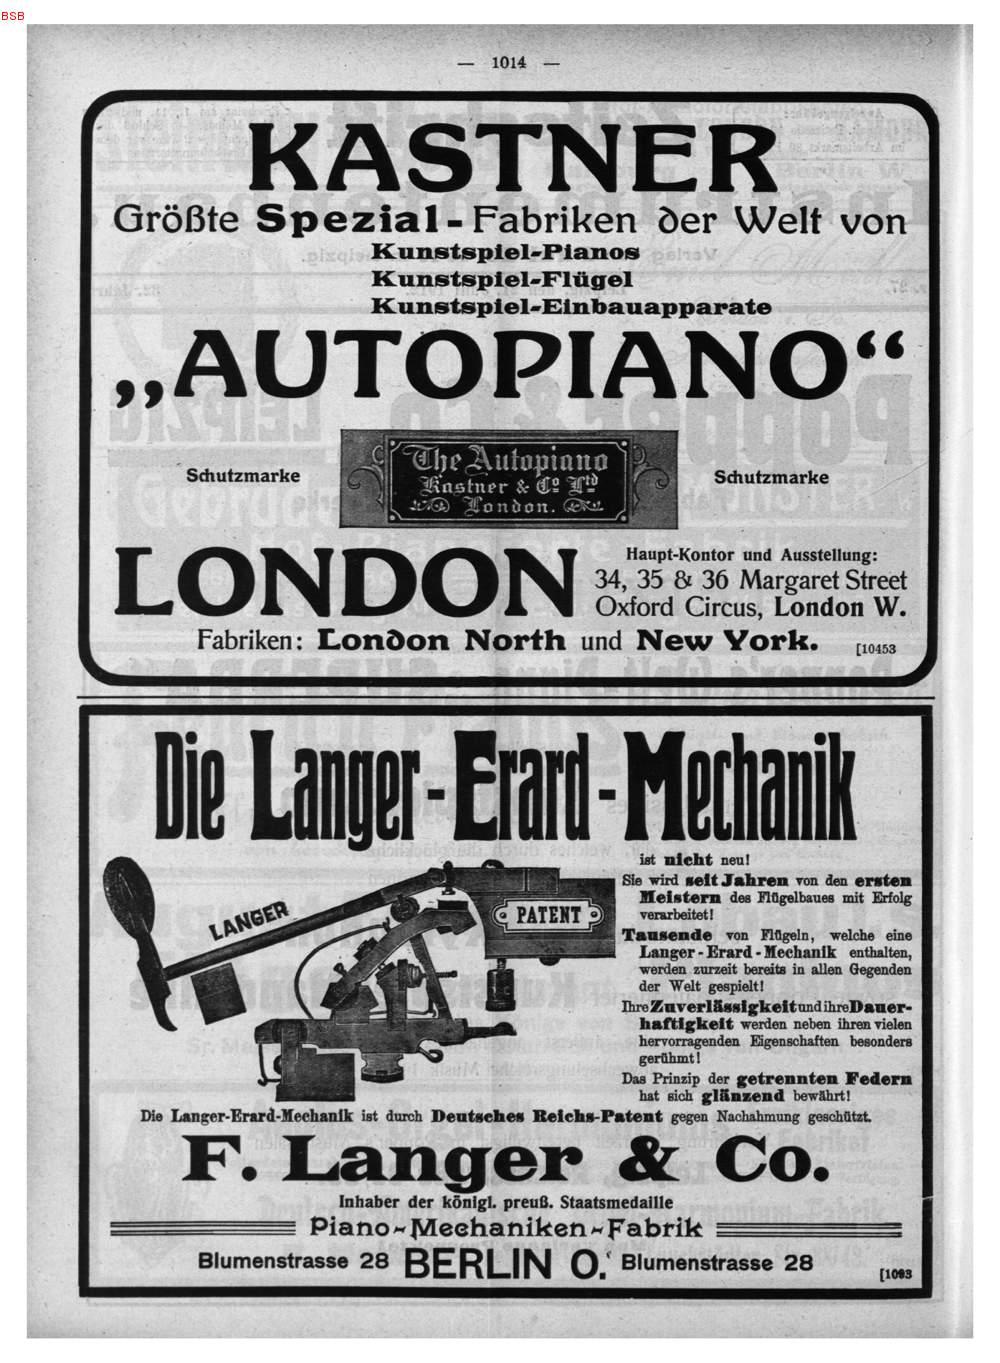 BSB
— 1014 —
KASTNER
Größte Spezial-Fabriken der Welt von
Kunstspiel-Pianos
Kunstspiel-Flügel
Kunstspiel-Einbauapparate
„AUTOPIANO“
Schutzmarke
The Autopiano
Kastner & Co Ltd
London.
Schutzmarke
LONDON
Haupt-Kontor und Ausstellung:
34, 35 & 36 Margaret Street
Oxford Circus, London W.
Fabriken: London North und New York.
[10453
Die Langer-Erard-Mechanik
LANGER
PATENT
ist nicht neu!
Sie wird seit Jahren von den ersten
Meistern des Flügelbaues mit Erfolg
verarbeitet!
Tausende von Flügeln, welche eine
Langer-Erard-Mechanik enthalten,
werden zurzeit bereits in allen Gegenden
der Welt gespielt!
Ihre Zuverlässigkeit und ihre Dauer-
haftigkeit werden neben ihren vielen
hervorragenden Eigenschaften besonders
gerühmt!
Das Prinzip der getrennten Federn
hat sich glänzend bewährt!
Die Langer-Erard-Mechanik ist durch Deutsches Reichs-Patent gegen Nachahmung geschützt.
F. Langer & Co.
Inhaber der königl. preuß. Staatsmedaille
Piano-Mechaniken-Fabrik
Blumenstrasse 28 BERLIN O. Blumenstrasse 28